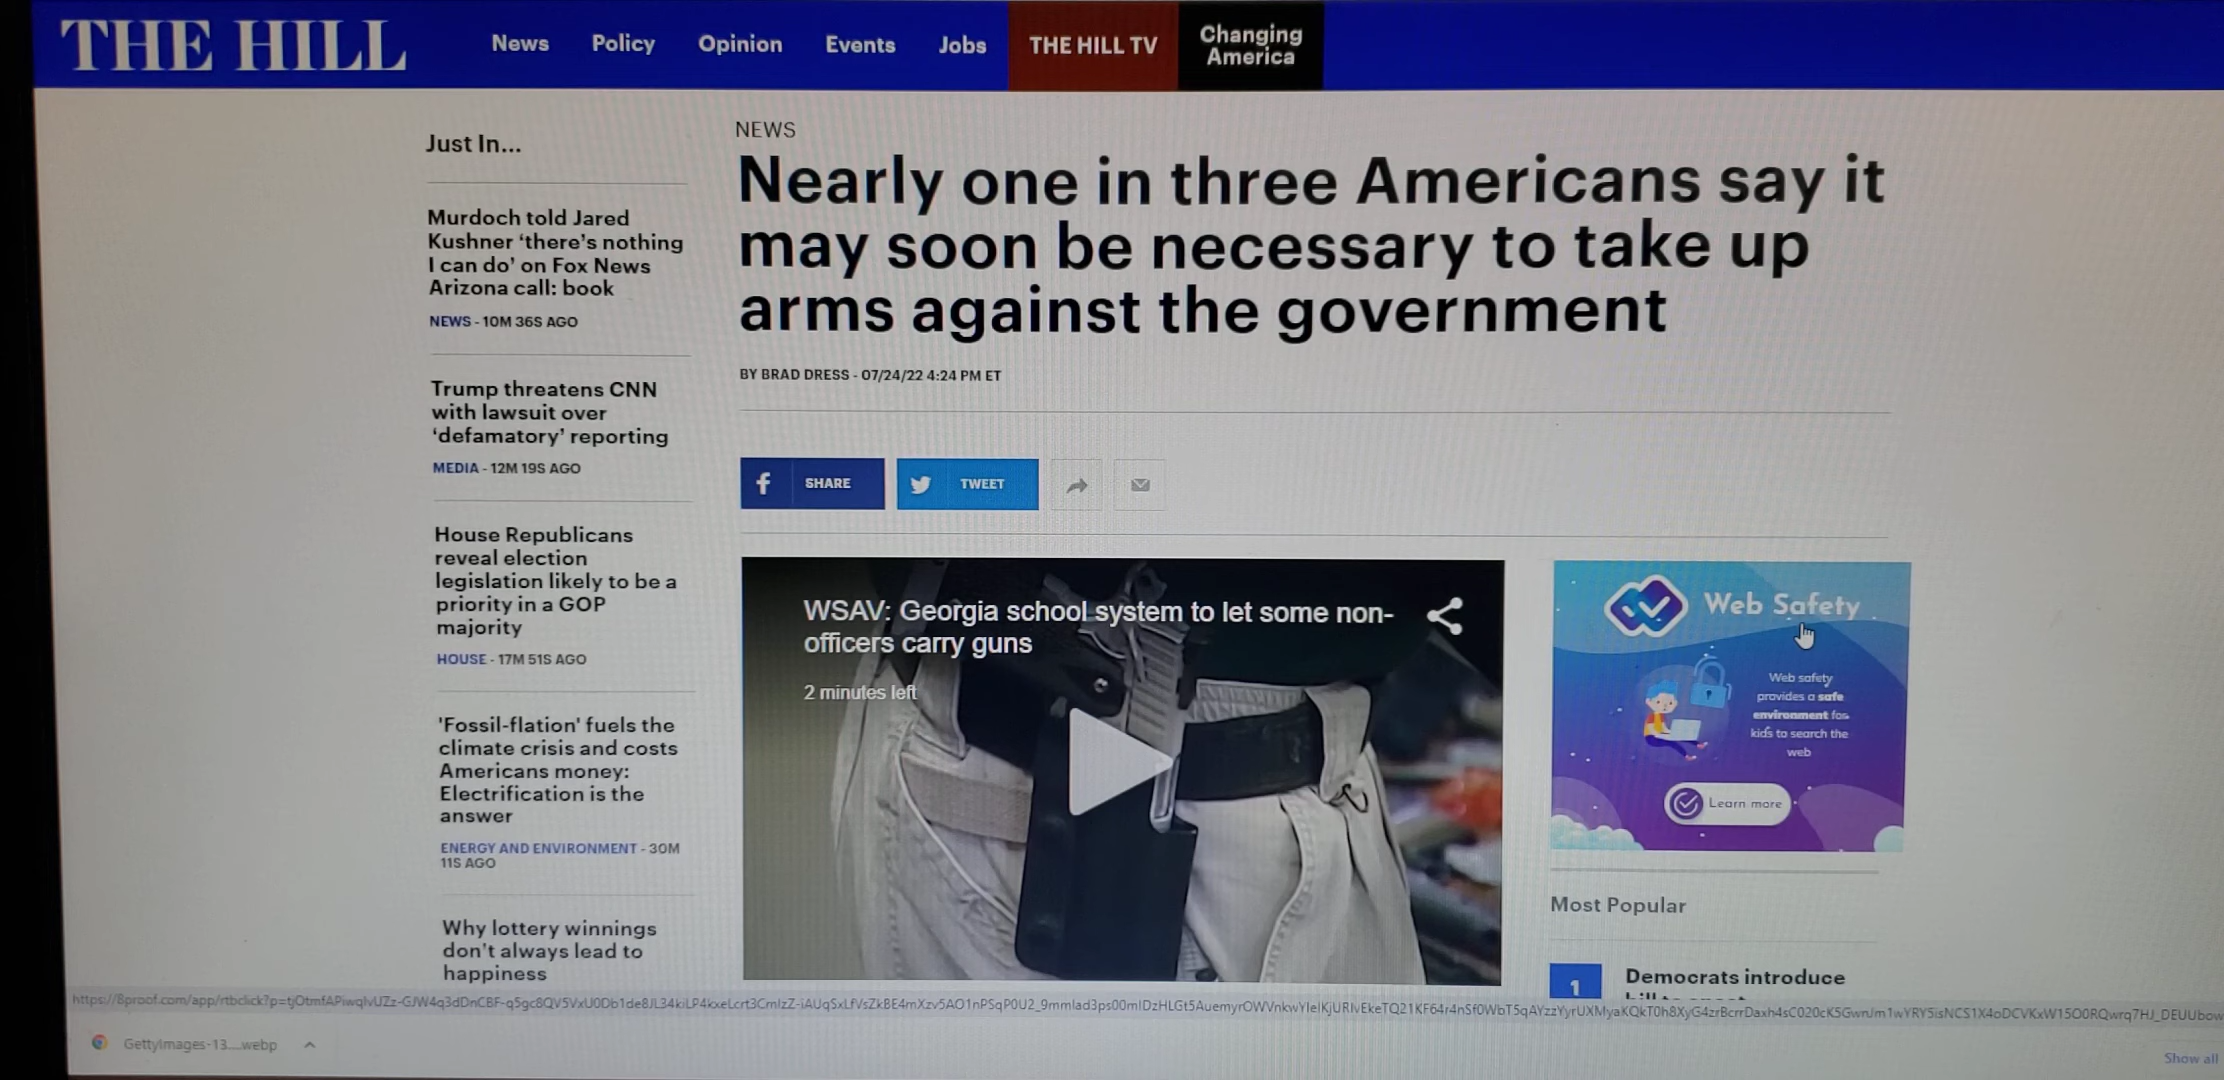 THE HILL
News Policy Opinion Events Jobs THE HILL TV Changing America
Just In...
Murdoch told Jared
Kushner ‘there’s nothing
I can do’ on Fox News
Arizona call: book
NEWS - 10M 36S AGO
Trump threatens CNN
with lawsuit over
‘defamatory’ reporting
MEDIA - 12M 19S AGO
House Republicans
reveal election
legislation likely to be a
priority in a GOP
majority
HOUSE - 17M 51S AGO
'Fossil-flation' fuels the
climate crisis and costs
Americans money:
Electrification is the
answer
ENERGY AND ENVIRONMENT - 30M
11S AGO
Why lottery winnings
don't always lead to
happiness
NEWS
Nearly one in three Americans say it
may soon be necessary to take up
arms against the government
BY BRAD DRESS - 07/24/22 4:24 PM ET
SHARE
TWEET
WSAV: Georgia school system to let some non-
officers carry guns
2 minutes left
Web Safety
Web safety
provides a safe
environment for
kids to search the
web
Learn more
Most Popular
1
Democrats introduce
GettyImages-13....webp
Show all